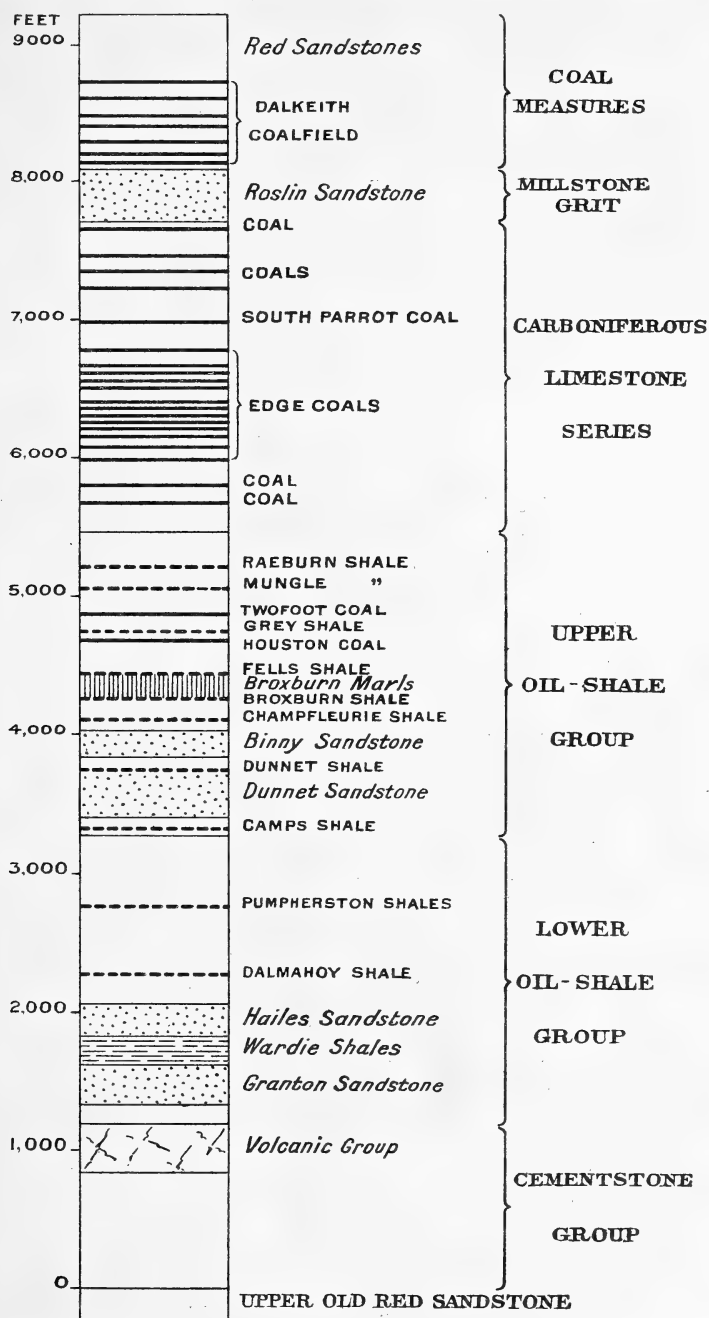 FEET
9000
Red Sandstones
DALKEITH
COALFIELD
COAL
MEASURES
8,000
Roslin Sandstone
MILLSTONE
GRIT
COAL
COALS
7,000
SOUTH PARROT COAL
CARBONIFEROUS
LIMESTONE
SERIES
EDGE COALS
6,000
COAL
COAL
RAEBURN SHALE
5,000
MUNGLE "
TWOFOOT COAL
GREY SHALE
HOUSTON COAL
UPPER
OIL-SHALE
GROUP
FELLS SHALE
Broxburn Marls
BROXBURN SHALE
CHAMPFLEURIE SHALE
4,000
Binny Sandstone
DUNNET SHALE
Dunnet Sandstone
CAMPS SHALE
3,000
PUMPHERSTON SHALES
LOWER
OIL-SHALE
GROUP
DALMAHOY SHALE
2,000
Hailes Sandstone
Wardie Shales
Granton Sandstone
1,000
Volcanic Group
CEMENTSTONE
GROUP
0
UPPER OLD RED SANDSTONE